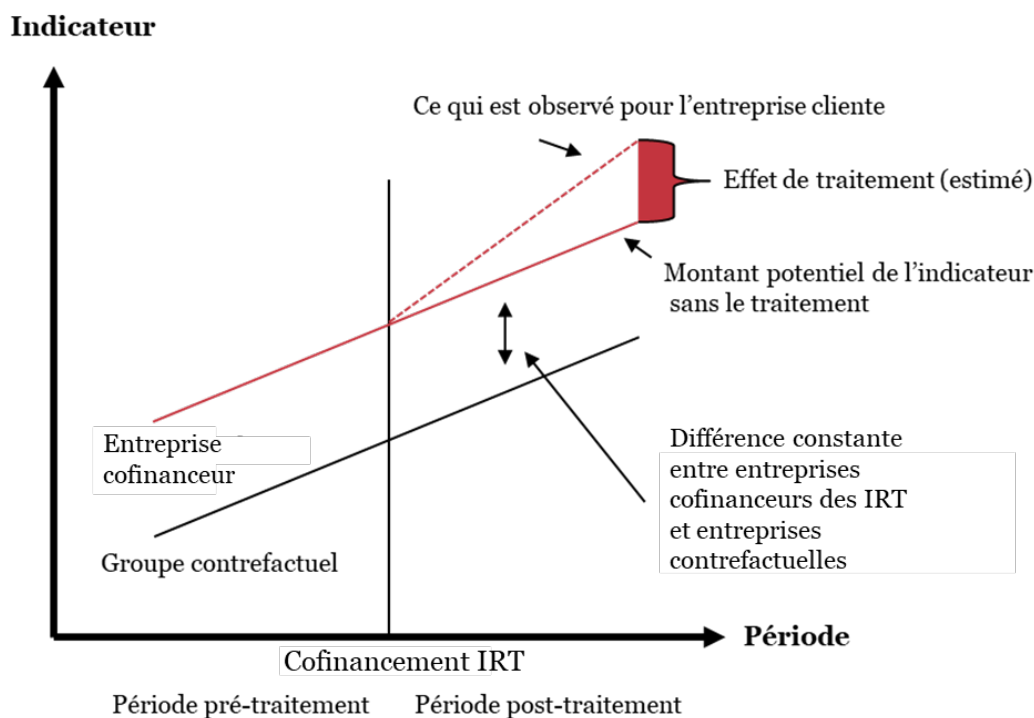 Indicateur
Ce qui est observé pour l'entreprise cliente
Effet de traitement (estimé)
Montant potentiel de l'indicateur
sans le traitement
Entreprise
cofinanceur
Différence constante
entre entreprises
cofinanceurs des IRT
et entreprises
contrefactuelles
Groupe contrefactuel
Période
Cofinancement IRT
Période pré-traitement
Période post-traitement